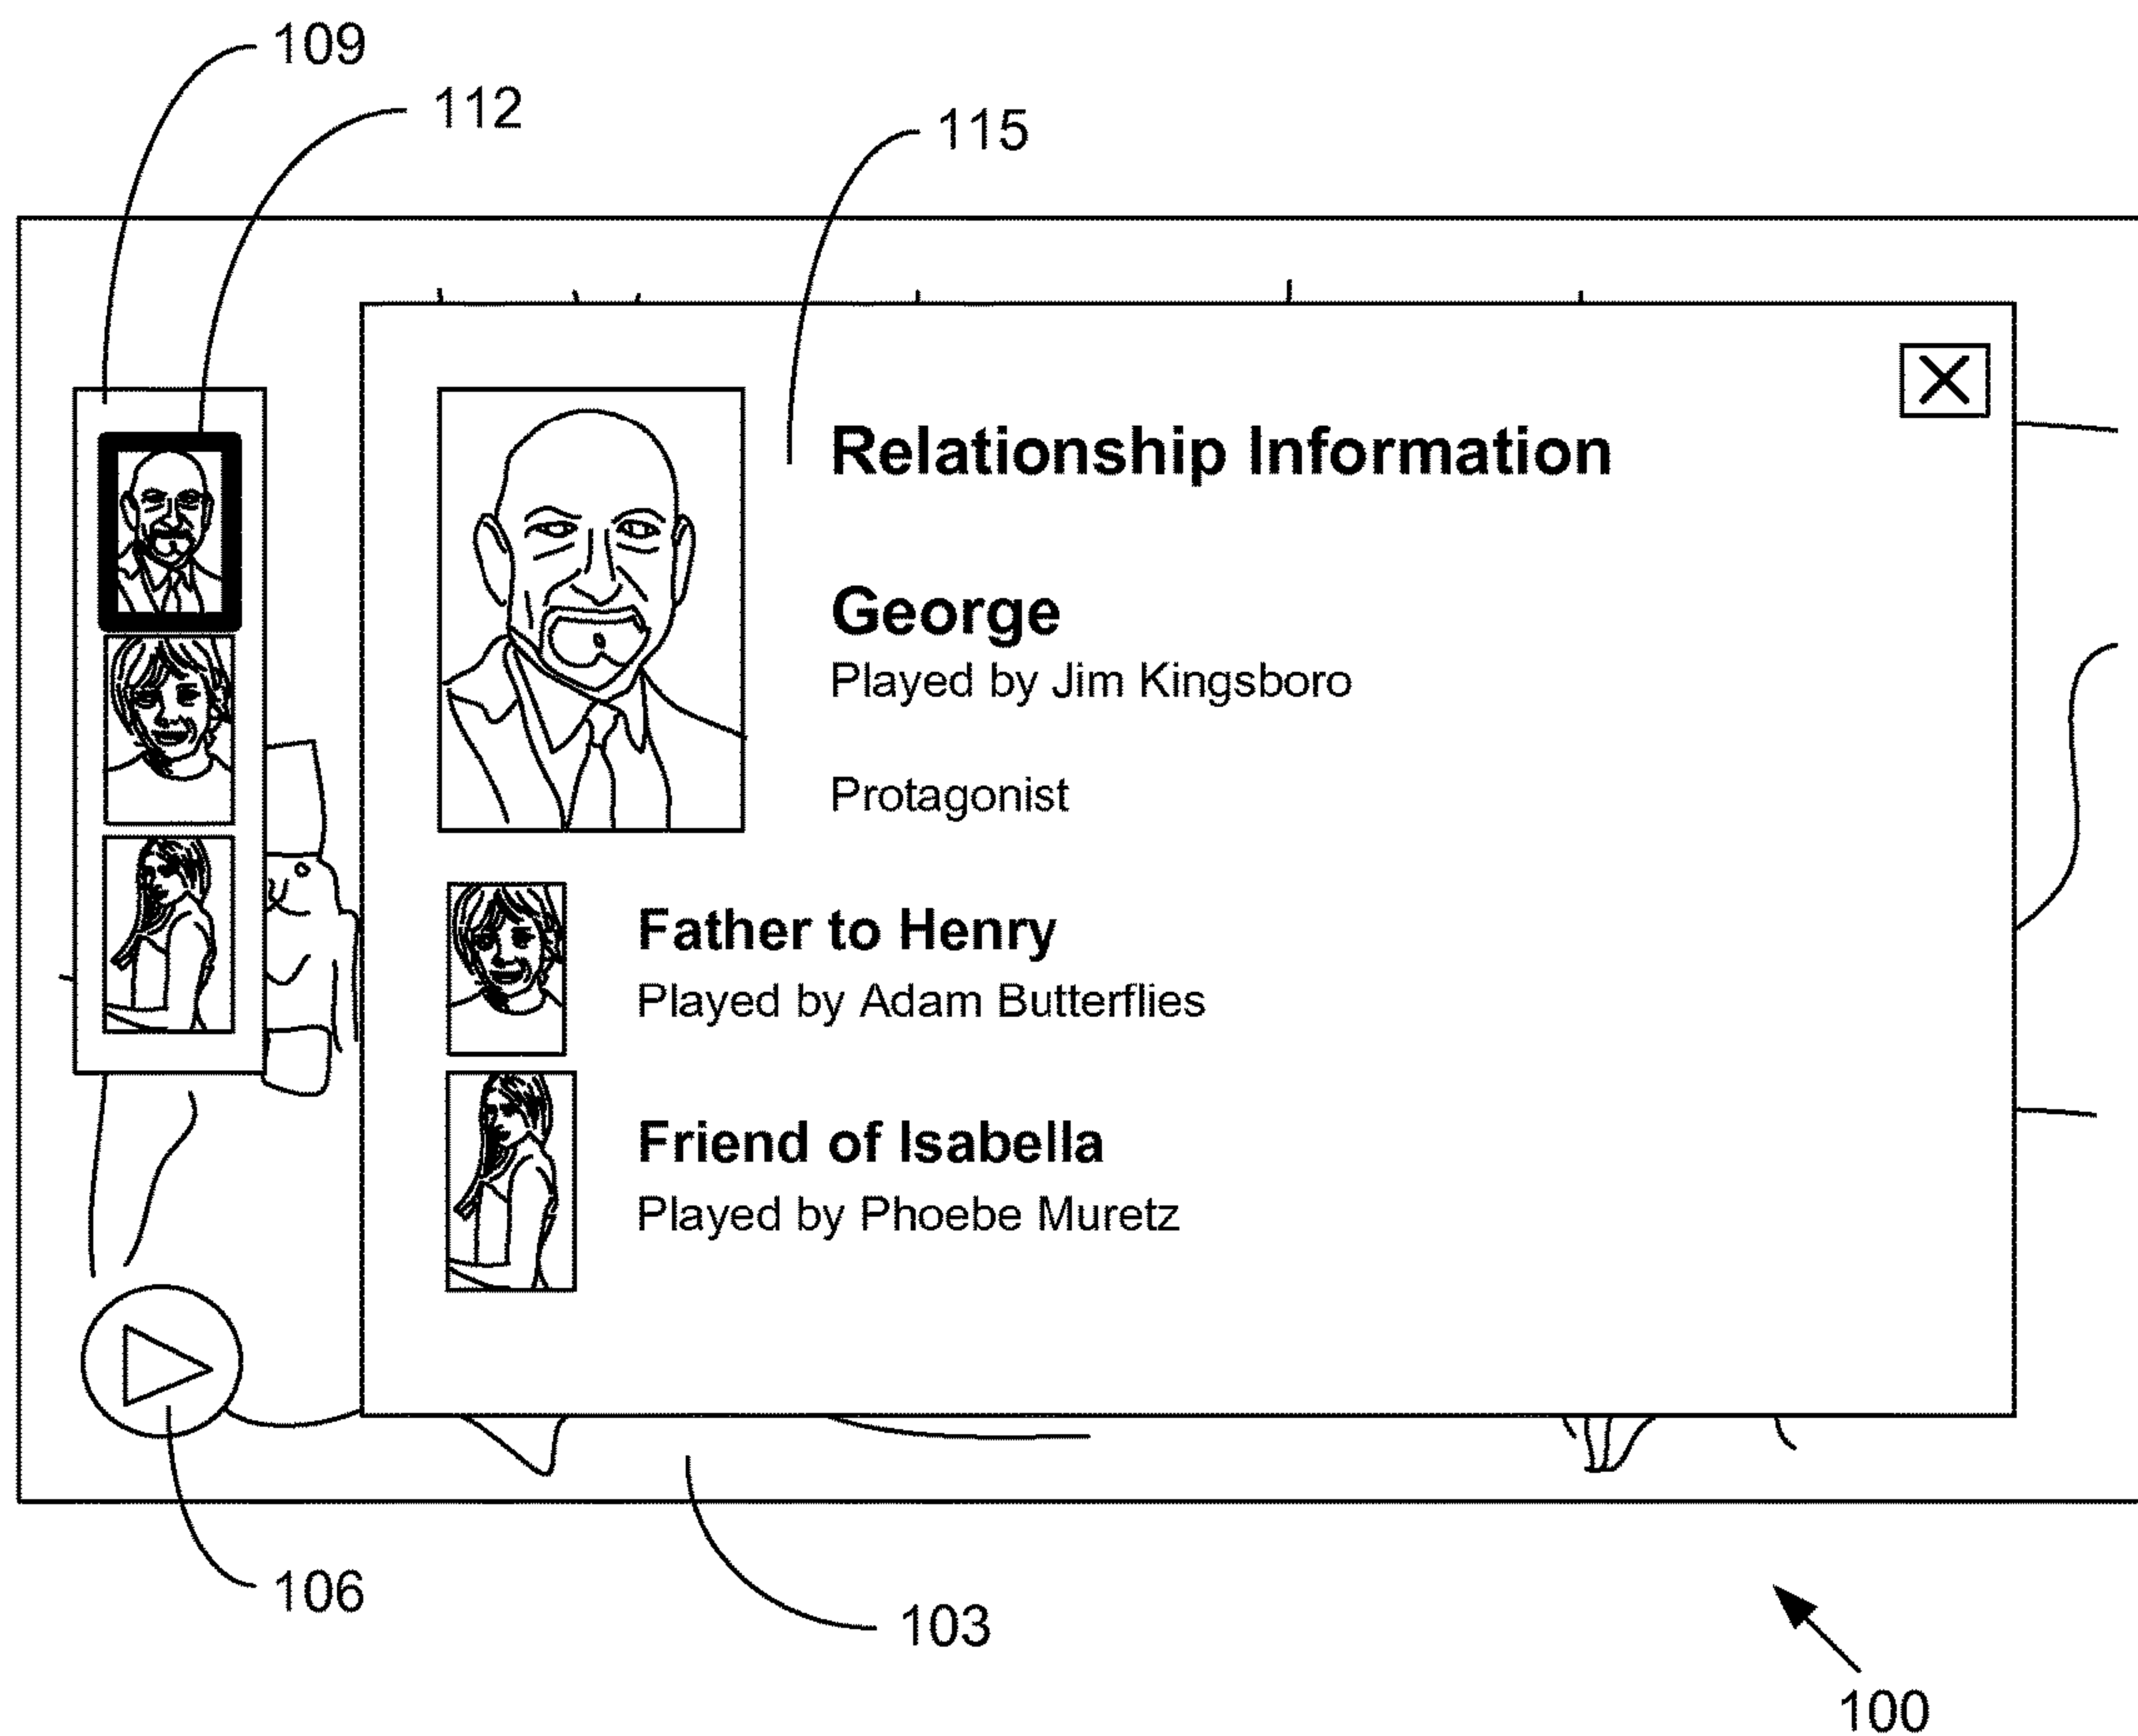 109
112
115
Relationship Information
George
Played by Jim Kingsboro
Protagonist
Father to Henry
Played by Adam Butterflies
Friend of Isabella
Played by Phoebe Muretz
106
103
100